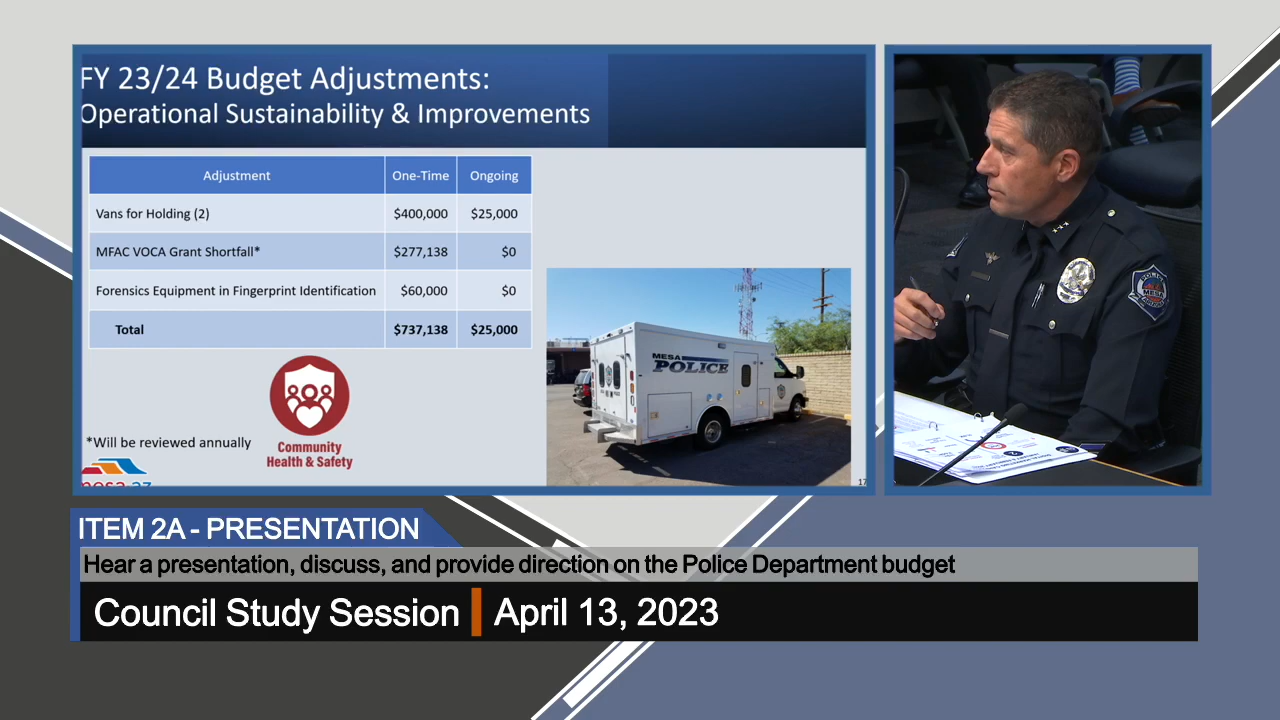 FY 23/24 Budget Adjustments:
Operational Sustainability & Improvements
Adjustment One-Time Ongoing
Vans for Holding (2) $400,000 $25,000
MFAC VOCA Grant Shortfall* $277,138 $0
Forensics Equipment in Fingerprint Identification $60,000 $0
Total $737,138 $25,000
*Will be reviewed annually
Community
Health & Safety
MESA
POLICE
17
POLICE
MESA
ITEM 2A - PRESENTATION
Hear a presentation, discuss, and provide direction on the Police Department budget
Council Study Session
April 13, 2023